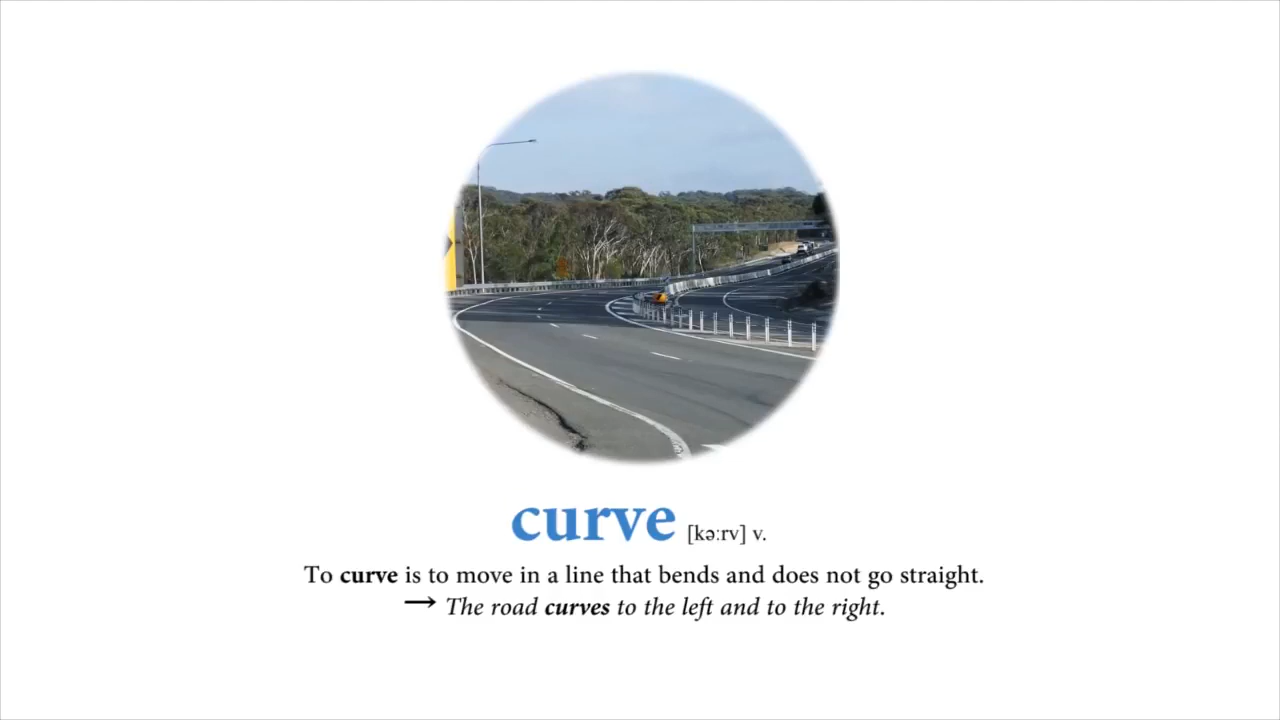 curve [kəːrv] v.
To curve is to move in a line that bends and does not go straight.
→ The road curves to the left and to the right.